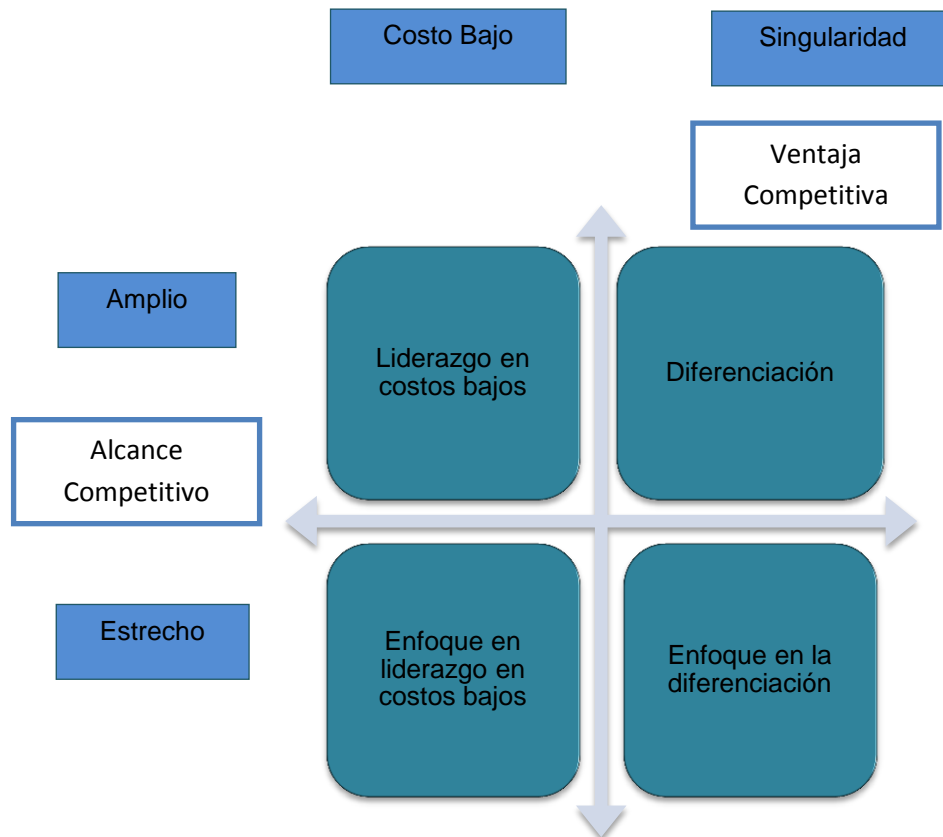 Costo Bajo
Singularidad
Ventaja
Competitiva
Amplio
Liderazgo en
costos bajos
Diferenciación
Alcance
Competitivo
Estrecho
Enfoque en
liderazgo en
costos bajos
Enfoque en la
diferenciación